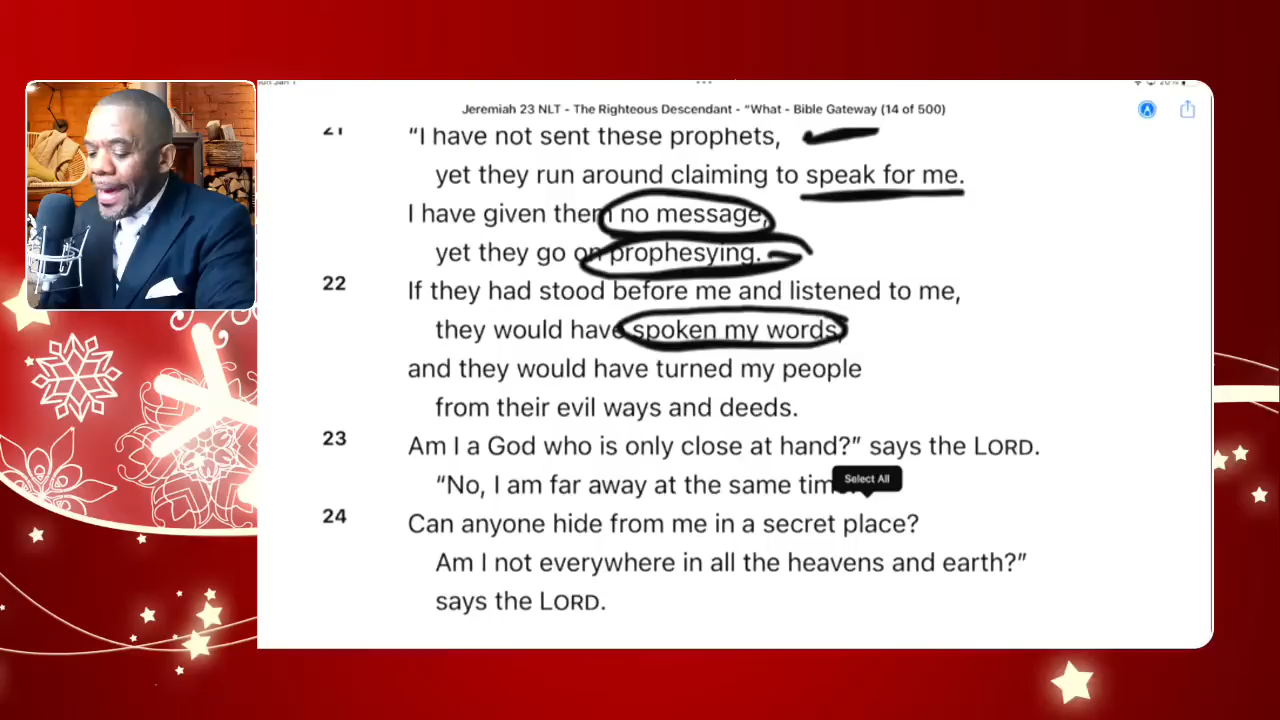 Jeremiah 23 NLT - The Righteous Descendant - “What - Bible Gateway (14 of 500)
21 “I have not sent these prophets,
yet they run around claiming to speak for me.
I have given them no message,
yet they go on prophesying.
22 If they had stood before me and listened to me,
they would have spoken my words,
and they would have turned my people
from their evil ways and deeds.
23 Am I a God who is only close at hand?” says the LORD.
“No, I am far away at the same
Select All
24 Can anyone hide from me in a secret place?
Am I not everywhere in all the heavens and earth?”
says the LORD.